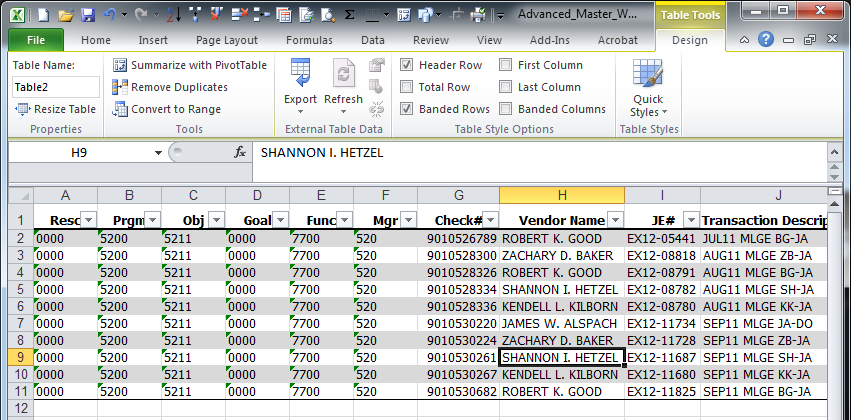 Advanced_Master_W... Table Tools
File Home Insert Page Layout Formulas Data Review View Add-Ins Acrobat Design
Table Name: Summarize with PivotTable Header Row First Column
Table2 Remove Duplicates Export Refresh Total Row Last Column Quick Styles
Resize Table Convert to Range Banded Rows Banded Columns
Properties Tools External Table Data Table Style Options Table Styles
H9 fx SHANNON I. HETZEL
A B C D E F G H I J
1 Resc Prgm Obj Goal Func Mgr Check# Vendor Name JE# Transaction Descrip
2 0000 5200 5211 0000 7700 520 9010526789 ROBERT K. GOOD EX12-05441 JUL11 MLGE BG-JA
3 0000 5200 5211 0000 7700 520 9010528300 ZACHARY D. BAKER EX12-08818 AUG11 MLGE ZB-JA
4 0000 5200 5211 0000 7700 520 9010528326 ROBERT K. GOOD EX12-08791 AUG11 MLGE BG-JA
5 0000 5200 5211 0000 7700 520 9010528334 SHANNON I. HETZEL EX12-08782 AUG11 MLGE SH-JA
6 0000 5200 5211 0000 7700 520 9010528336 KENDELL L. KILBORN EX12-08780 AUG11 MLGE KK-JA
7 0000 5200 5211 0000 7700 520 9010530220 JAMES W. ALSPACH EX12-11734 SEP11 MLGE JA-DO
8 0000 5200 5211 0000 7700 520 9010530224 ZACHARY D. BAKER EX12-11728 SEP11 MLGE ZB-JA
9 0000 5200 5211 0000 7700 520 9010530261 SHANNON I. HETZEL EX12-11687 SEP11 MLGE SH-JA
10 0000 5200 5211 0000 7700 520 9010530267 KENDELL L. KILBORN EX12-11680 SEP11 MLGE KK-JA
11 0000 5200 5211 0000 7700 520 9010530682 ROBERT K. GOOD EX12-11825 SEP11 MLGE BG-JA
12